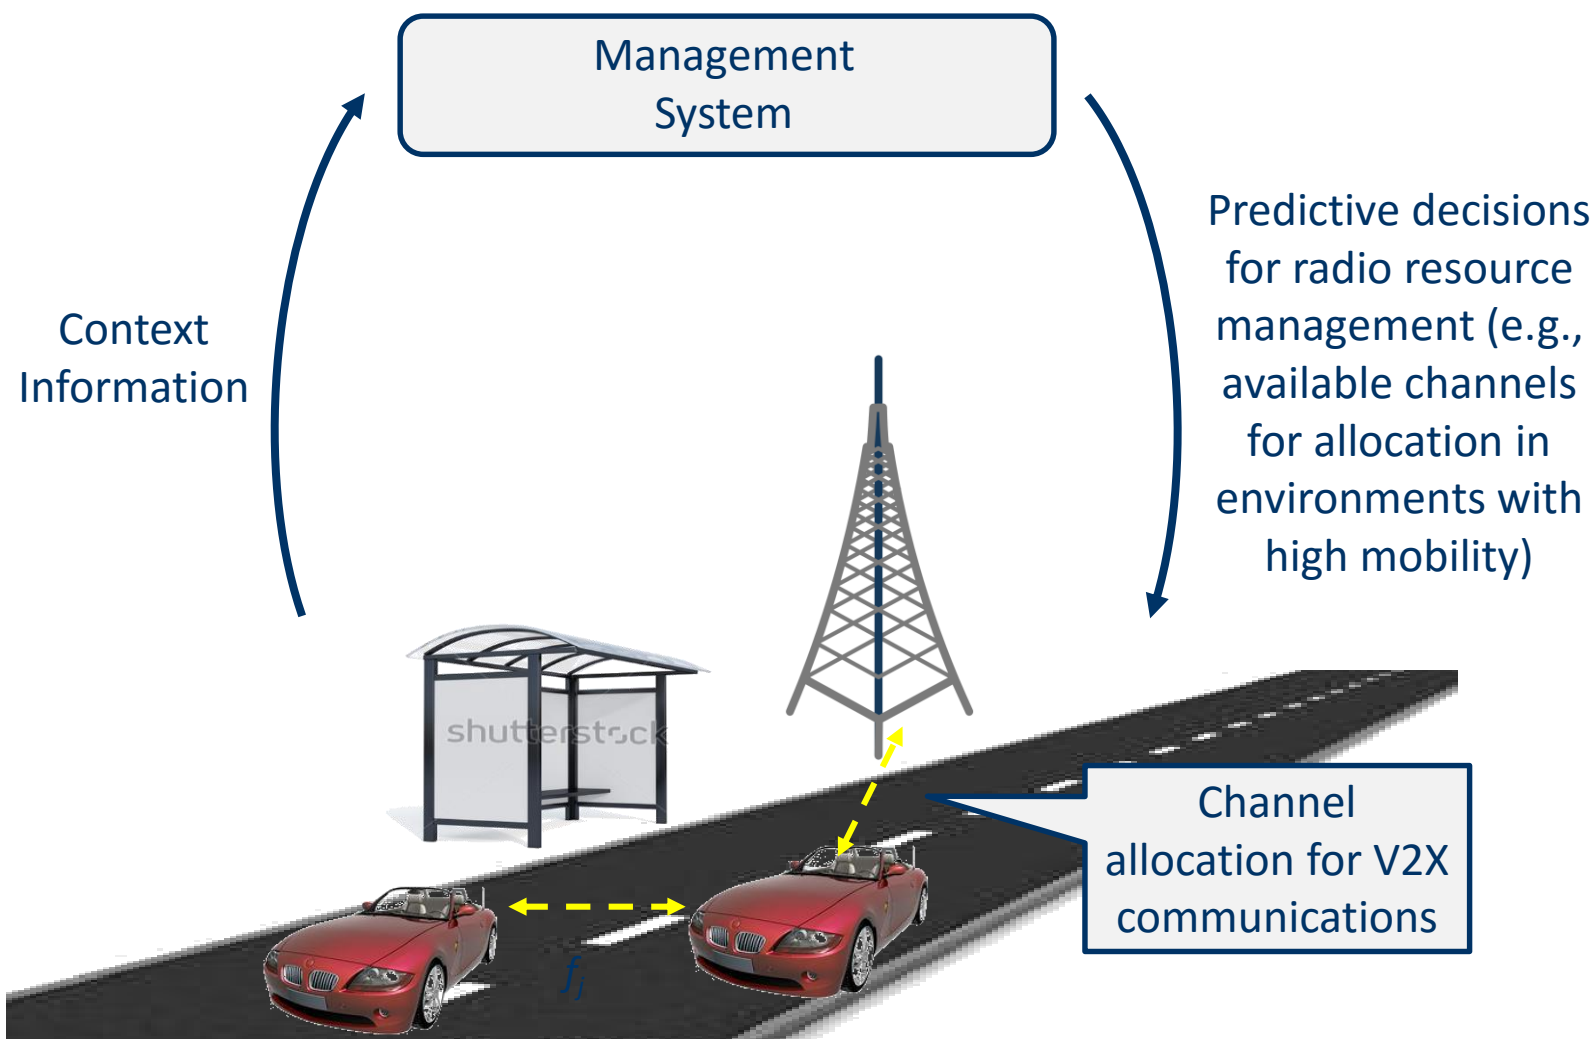 Management
System
Context
Information
Predictive decisions
for radio resource
management (e.g.,
available channels
for allocation in
environments with
high mobility)
shutterstock
Channel
allocation for V2X
communications
fj